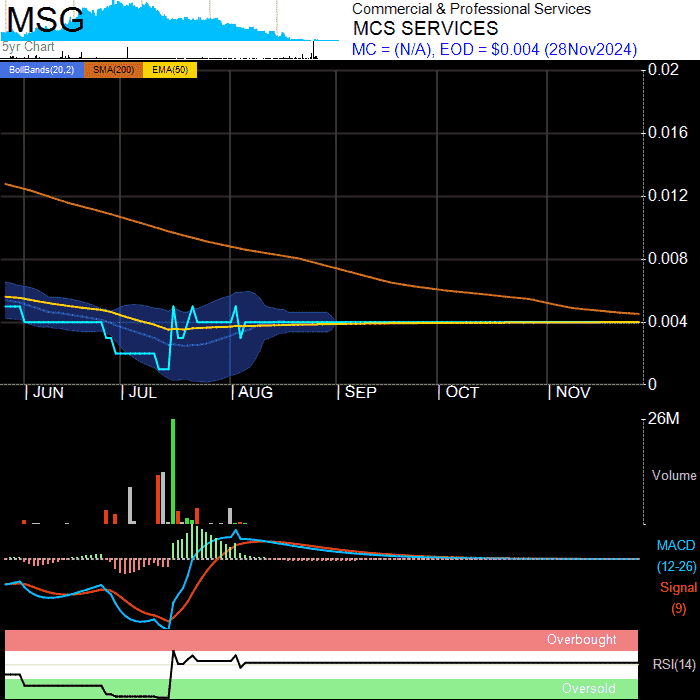 MSG
5yr Chart
Commercial & Professional Services
MCS SERVICES
MC = (N/A), EOD = $0.004 (28Nov2024)
BollBands(20,2) SMA(200) EMA(50)
0.02
0.016
0.012
0.008
0.004
0
JUN JUL AUG SEP OCT NOV
26M
Volume
MACD
(12-26)
Signal
(9)
Overbought
RSI(14)
Oversold